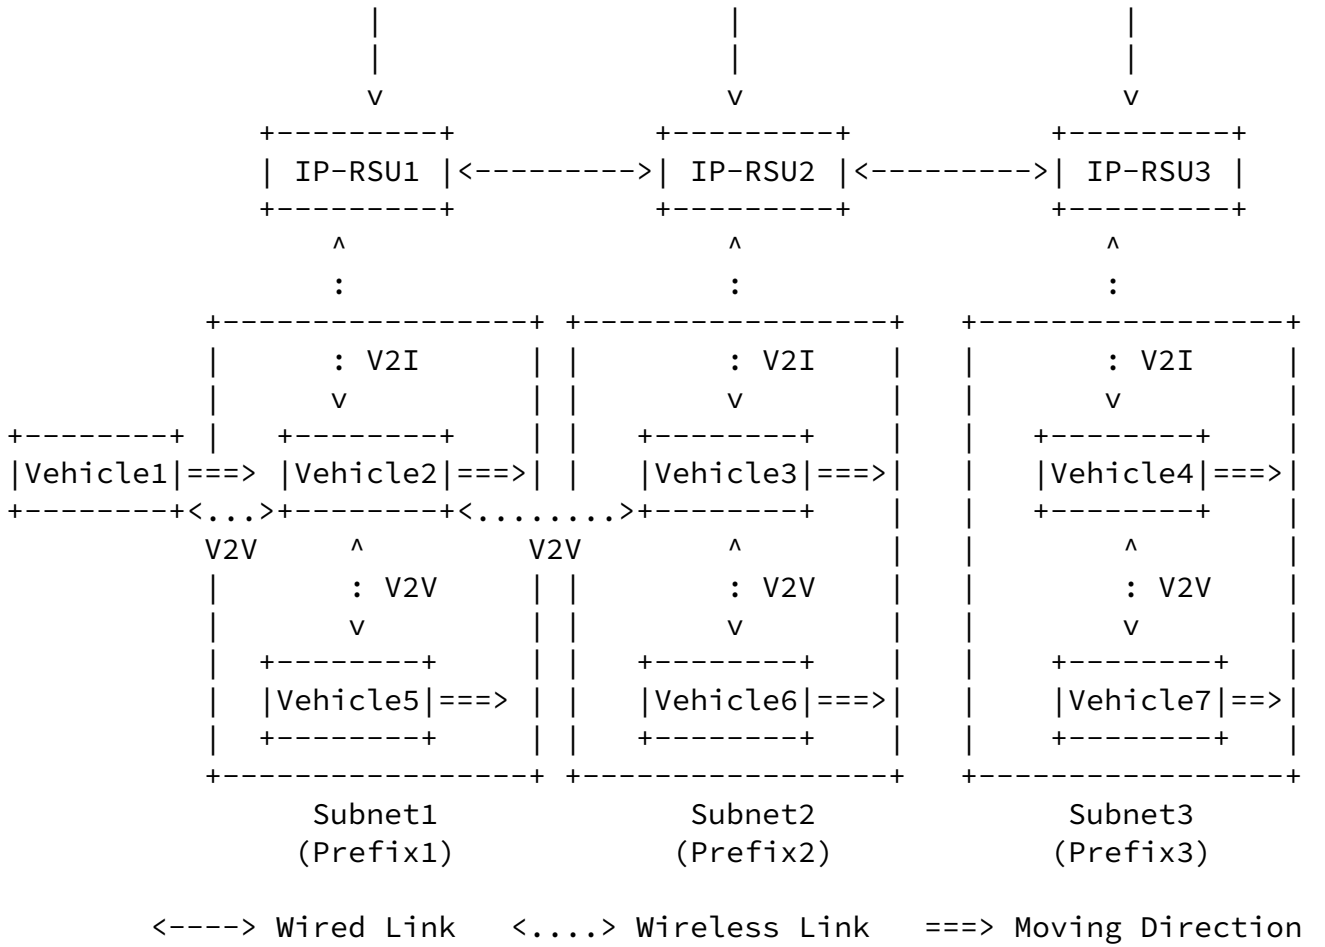 |                   |                     |
                    |                   |                     |
                    v                   v                     v
              +---------+           +---------+           +---------+
              | IP-RSU1 |<--------->| IP-RSU2 |<--------->| IP-RSU3 |
              +---------+           +---------+           +---------+
                  ^                     ^                    ^
                  :                     :                    :
           +-----------------+ +-----------------+   +-----------------+
           |      : V2I      | |        : V2I    |   |       : V2I     |
           |      v          | |        v        |   |       v         |
+--------+ |   +--------+    | |   +--------+    |   |   +--------+    |
|Vehicle1|===> |Vehicle2|===>| |   |Vehicle3|===>|   |   |Vehicle4|===>|
+--------+<...>+--------+<........>+--------+    |   |   +--------+    |
           V2V     ^         V2V        ^        |   |        ^        |
           |       : V2V     | |        : V2V    |   |        : V2V    |
           |       v         | |        v        |   |        v        |
           |  +--------+     | |   +--------+    |   |    +--------+   |
           |  |Vehicle5|===> | |   |Vehicle6|===>|   |    |Vehicle7|==>|
           |  +--------+     | |   +--------+    |   |    +--------+   |
           +-----------------+ +-----------------+   +-----------------+
                 Subnet1              Subnet2              Subnet3
                (Prefix1)            (Prefix2)            (Prefix3)

        <----> Wired Link   <....> Wireless Link   ===> Moving Direction